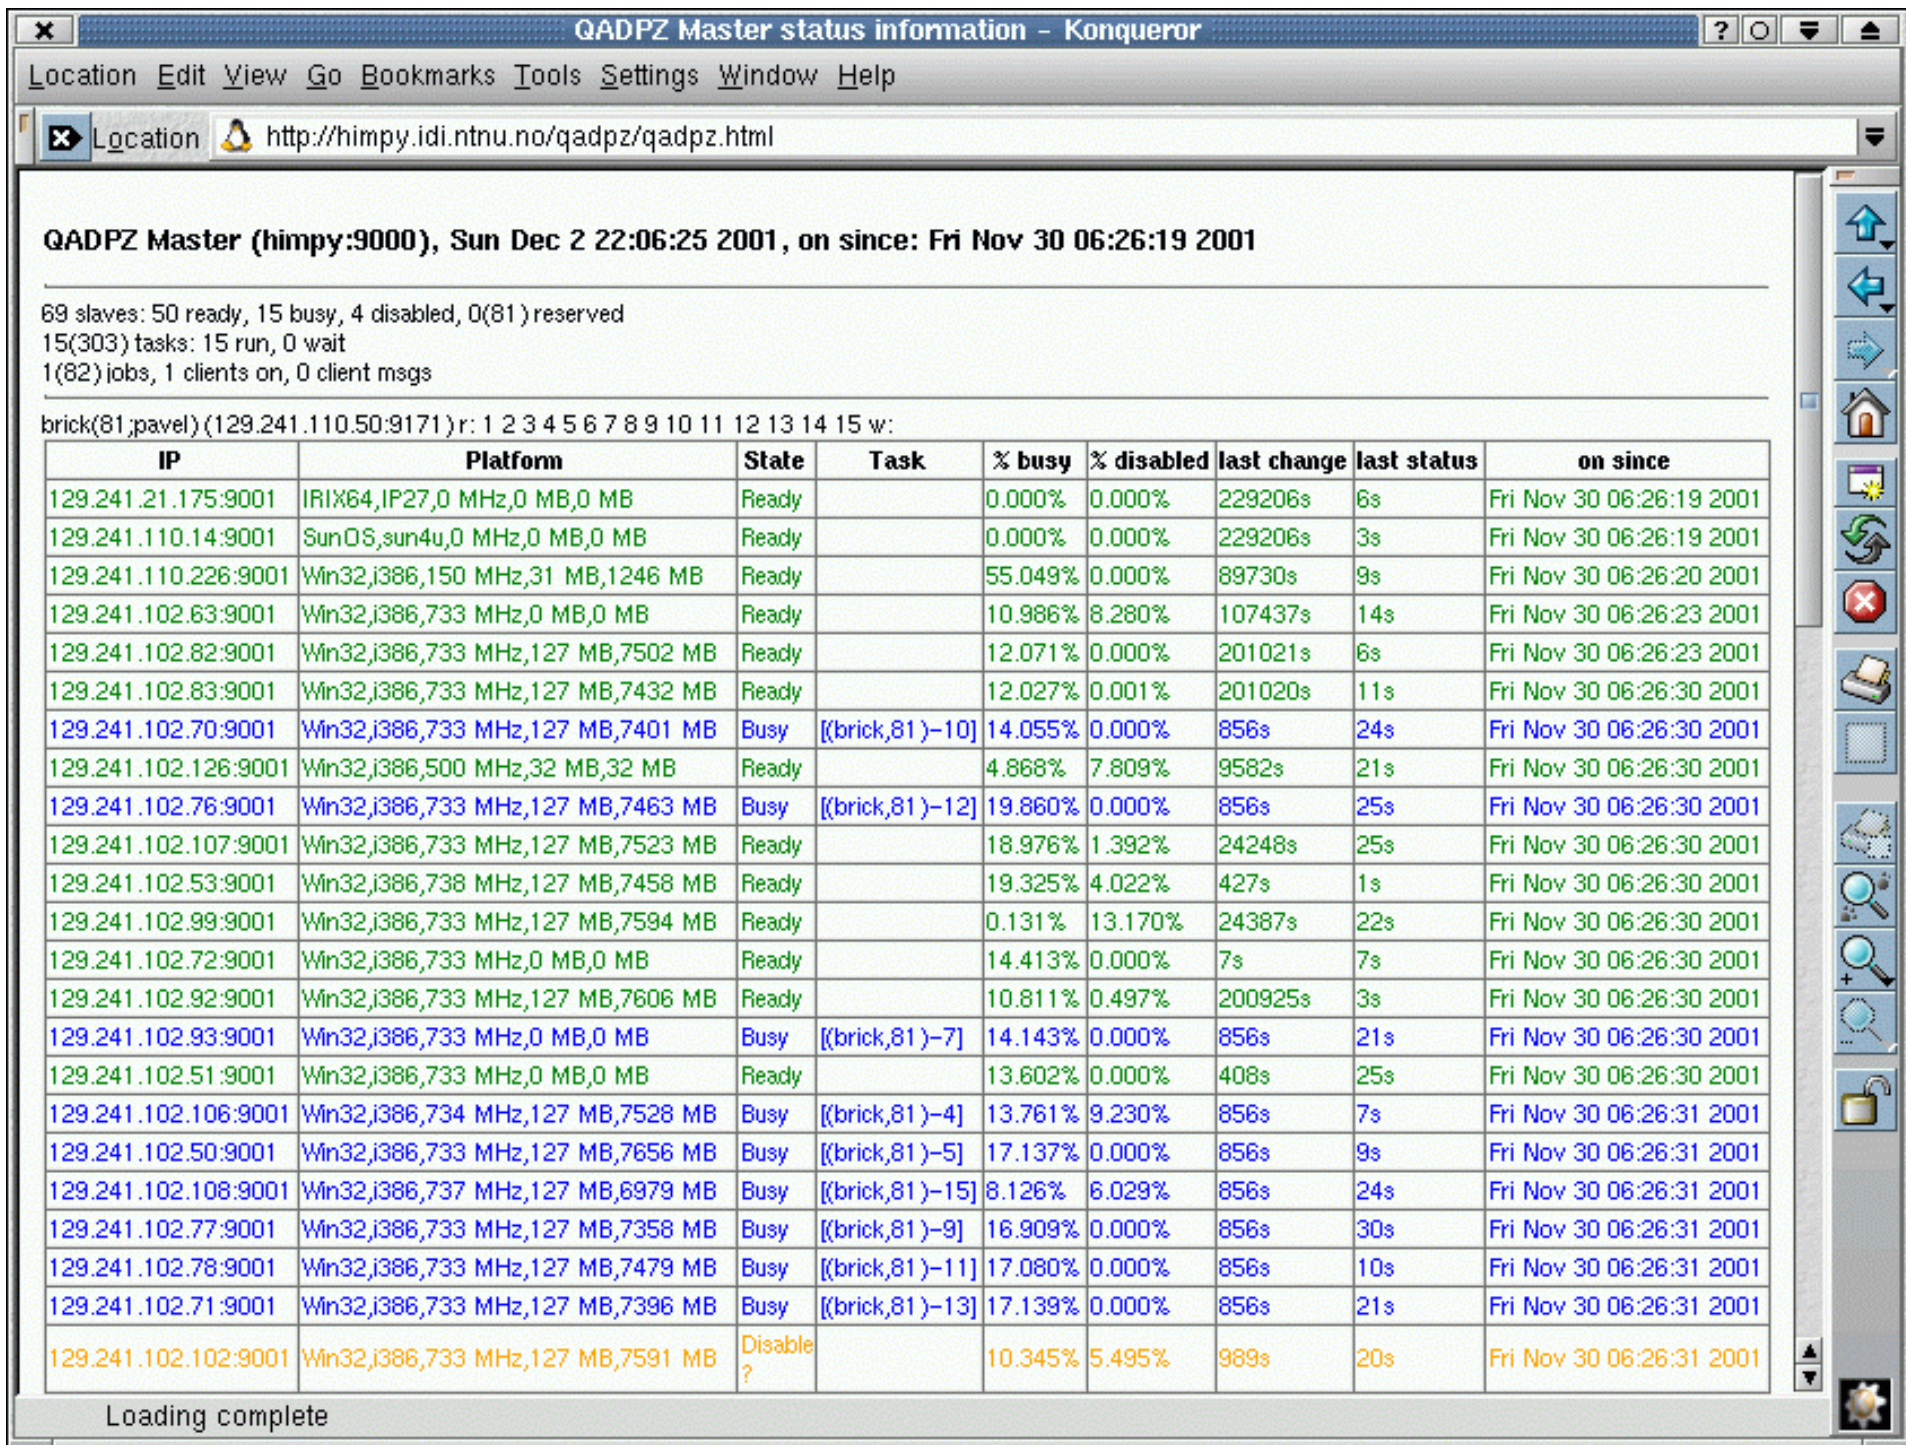 QADPZ Master status information - Konqueror
Location Edit View Go Bookmarks Tools Settings Window Help
Location http://himpy.idi.ntnu.no/qadpz/qadpz.html
QADPZ Master (himpy:9000), Sun Dec 2 22:06:25 2001, on since: Fri Nov 30 06:26:19 2001
69 slaves: 50 ready, 15 busy, 4 disabled, 0(81) reserved
15(303) tasks: 15 run, 0 wait
1(82) jobs, 1 clients on, 0 client msgs
brick(81;pavel) (129.241.110.50:9171) r: 1 2 3 4 5 6 7 8 9 10 11 12 13 14 15 w:
IP Platform State Task % busy % disabled last change last status on since
129.241.21.175:9001 IRIX64,IP27,0 MHz,0 MB,0 MB Ready 0.000% 0.000% 229206s 6s Fri Nov 30 06:26:19 2001
129.241.110.14:9001 SunOS,sun4u,0 MHz,0 MB,0 MB Ready 0.000% 0.000% 229206s 3s Fri Nov 30 06:26:19 2001
129.241.110.226:9001 Win32,i386,150 MHz,31 MB,1246 MB Ready 55.049% 0.000% 89730s 9s Fri Nov 30 06:26:20 2001
129.241.102.63:9001 Win32,i386,733 MHz,0 MB,0 MB Ready 10.986% 8.280% 107437s 14s Fri Nov 30 06:26:23 2001
129.241.102.82:9001 Win32,i386,733 MHz,127 MB,7502 MB Ready 12.071% 0.000% 201021s 6s Fri Nov 30 06:26:23 2001
129.241.102.83:9001 Win32,i386,733 MHz,127 MB,7432 MB Ready 12.027% 0.001% 201020s 11s Fri Nov 30 06:26:30 2001
129.241.102.70:9001 Win32,i386,733 MHz,127 MB,7401 MB Busy [(brick,81)-10] 14.055% 0.000% 856s 24s Fri Nov 30 06:26:30 2001
129.241.102.126:9001 Win32,i386,500 MHz,32 MB,32 MB Ready 4.868% 7.809% 9582s 21s Fri Nov 30 06:26:30 2001
129.241.102.76:9001 Win32,i386,733 MHz,127 MB,7463 MB Busy [(brick,81)-12] 19.860% 0.000% 856s 25s Fri Nov 30 06:26:30 2001
129.241.102.107:9001 Win32,i386,733 MHz,127 MB,7523 MB Ready 18.976% 1.392% 24248s 25s Fri Nov 30 06:26:30 2001
129.241.102.53:9001 Win32,i386,738 MHz,127 MB,7458 MB Ready 19.325% 4.022% 427s 1s Fri Nov 30 06:26:30 2001
129.241.102.99:9001 Win32,i386,733 MHz,127 MB,7594 MB Ready 0.131% 13.170% 24387s 22s Fri Nov 30 06:26:30 2001
129.241.102.72:9001 Win32,i386,733 MHz,0 MB,0 MB Ready 14.413% 0.000% 7s 7s Fri Nov 30 06:26:30 2001
129.241.102.92:9001 Win32,i386,733 MHz,127 MB,7606 MB Ready 10.811% 0.497% 200925s 3s Fri Nov 30 06:26:30 2001
129.241.102.93:9001 Win32,i386,733 MHz,0 MB,0 MB Busy [(brick,81)-7] 14.143% 0.000% 856s 21s Fri Nov 30 06:26:30 2001
129.241.102.51:9001 Win32,i386,733 MHz,0 MB,0 MB Ready 13.602% 0.000% 408s 25s Fri Nov 30 06:26:30 2001
129.241.102.106:9001 Win32,i386,734 MHz,127 MB,7528 MB Busy [(brick,81)-4] 13.761% 9.230% 856s 7s Fri Nov 30 06:26:31 2001
129.241.102.50:9001 Win32,i386,733 MHz,127 MB,7656 MB Busy [(brick,81)-5] 17.137% 0.000% 856s 9s Fri Nov 30 06:26:31 2001
129.241.102.108:9001 Win32,i386,737 MHz,127 MB,6979 MB Busy [(brick,81)-15] 8.126% 6.029% 856s 24s Fri Nov 30 06:26:31 2001
129.241.102.77:9001 Win32,i386,733 MHz,127 MB,7358 MB Busy [(brick,81)-9] 16.909% 0.000% 856s 30s Fri Nov 30 06:26:31 2001
129.241.102.78:9001 Win32,i386,733 MHz,127 MB,7479 MB Busy [(brick,81)-11] 17.080% 0.000% 856s 10s Fri Nov 30 06:26:31 2001
129.241.102.71:9001 Win32,i386,733 MHz,127 MB,7396 MB Busy [(brick,81)-13] 17.139% 0.000% 856s 21s Fri Nov 30 06:26:31 2001
129.241.102.102:9001 Win32,i386,733 MHz,127 MB,7591 MB Disable? 10.345% 5.495% 989s 20s Fri Nov 30 06:26:31 2001
Loading complete